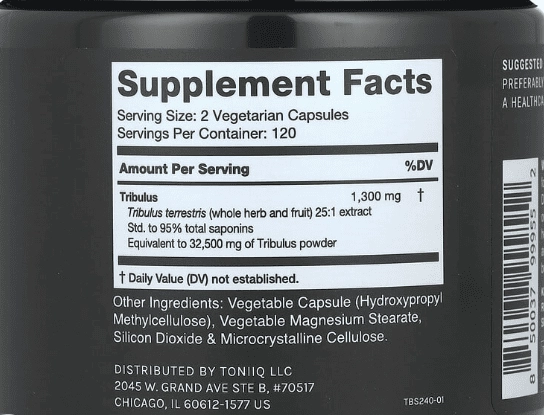 Supplement Facts
Serving Size: 2 Vegetarian Capsules
Servings Per Container: 120
Amount Per Serving %DV
Tribulus 1,300 mg †
Tribulus terrestris (whole herb and fruit) 25:1 extract
Std. to 95% total saponins
Equivalent to 32,500 mg of Tribulus powder
† Daily Value (DV) not established.
Other Ingredients: Vegetable Capsule (Hydroxypropyl
Methylcellulose), Vegetable Magnesium Stearate,
Silicon Dioxide & Microcrystalline Cellulose.
DISTRIBUTED BY TONIIQ LLC
2045 W. GRAND AVE STE B, #70517
CHICAGO, IL 60612-1577 US
TBS240-01
SUGGESTED
PREFERABLY
A HEALTHCA
8 50037 99955 2